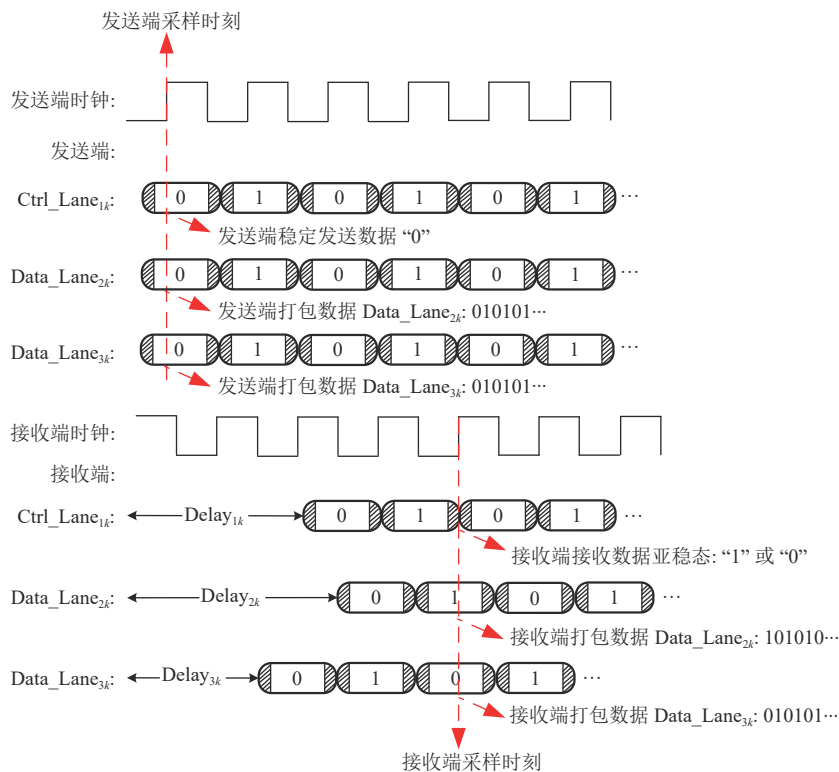 发送端采样时刻
发送端时钟:
发送端:
Ctrl_Lane1k: 0 1 0 1 0 1 ···
发送端稳定发送数据 “0”
Data_Lane2k: 0 1 0 1 0 1 ···
发送端打包数据 Data_Lane2k: 010101···
Data_Lane3k: 0 1 0 1 0 1 ···
发送端打包数据 Data_Lane3k: 010101···
接收端时钟:
接收端:
Ctrl_Lane1k: Delay1k 0 1 0 1 ···
接收端接收数据亚稳态: “1” 或 “0”
Data_Lane2k: Delay2k 0 1 0 1 ···
接收端打包数据 Data_Lane2k: 101010···
Data_Lane3k: Delay3k 0 1 0 1 ···
接收端打包数据 Data_Lane3k: 010101···
接收端采样时刻